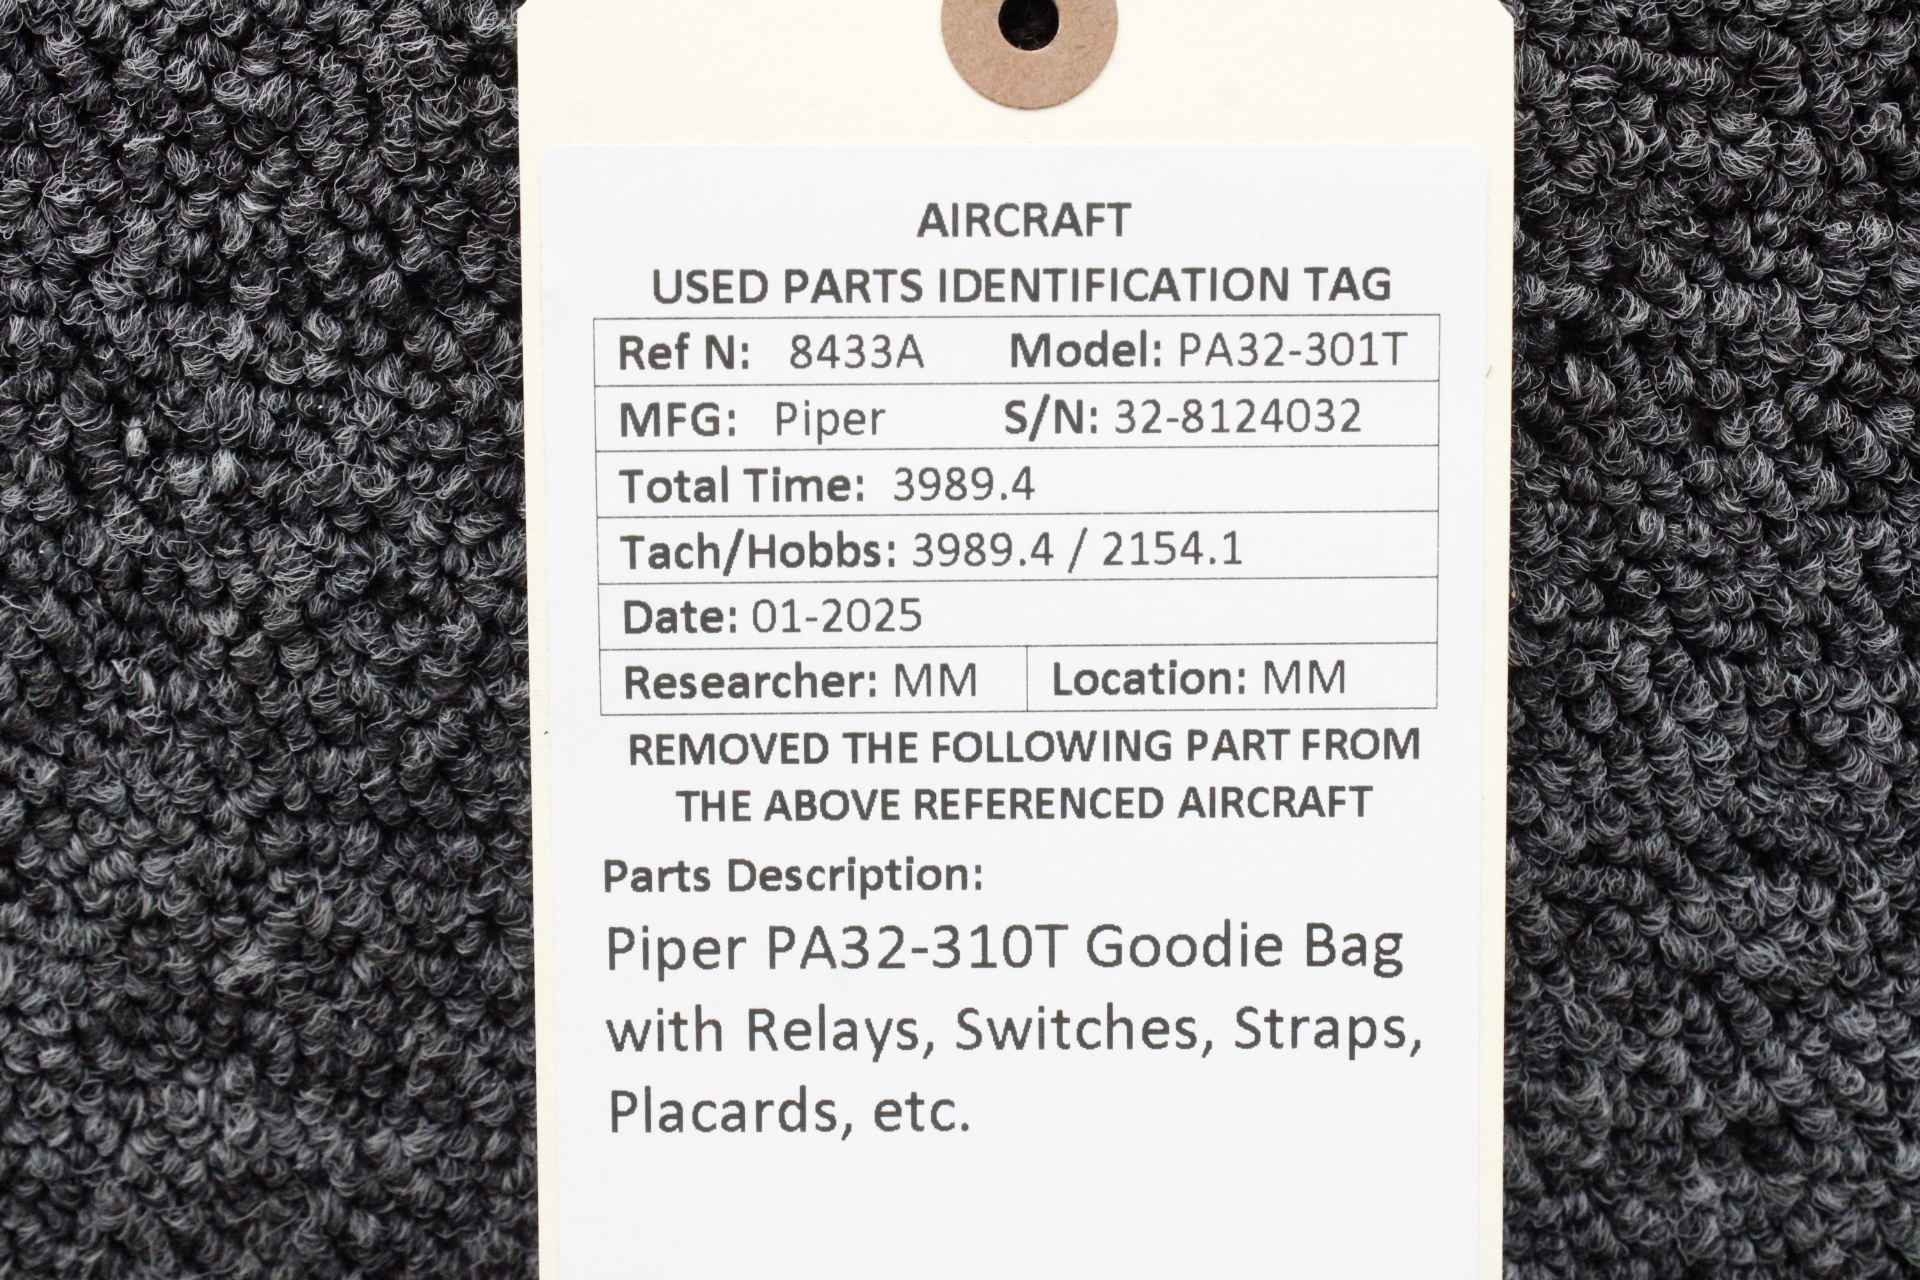 AIRCRAFT
USED PARTS IDENTIFICATION TAG
Ref N: 8433A Model: PA32-301T
MFG: Piper S/N: 32-8124032
Total Time: 3989.4
Tach/Hobbs: 3989.4 / 2154.1
Date: 01-2025
Researcher: MM Location: MM
REMOVED THE FOLLOWING PART FROM
THE ABOVE REFERENCED AIRCRAFT
Parts Description:
Piper PA32-310T Goodie Bag
with Relays, Switches, Straps,
Placards, etc.